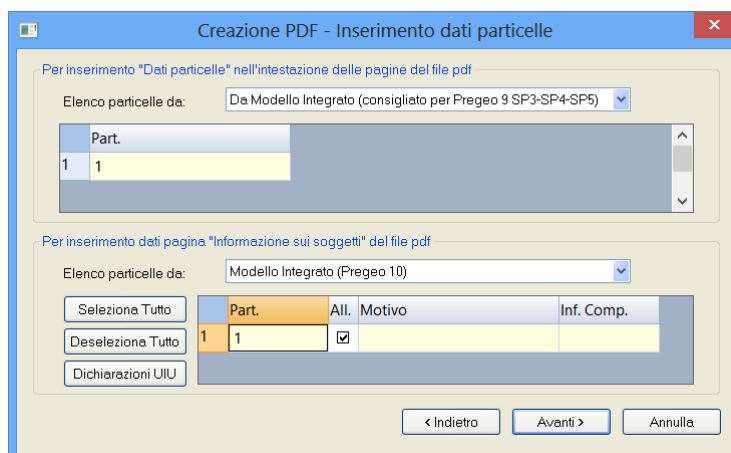 Creazione PDF - Inserimento dati particelle
Per inserimento "Dati particelle" nell'intestazione delle pagine del file pdf
Elenco particelle da: Da Modello Integrato (consigliato per Pregeo 9 SP3-SP4-SP5)
Part.
1 1
Per inserimento dati pagina "Informazione sui soggetti" del file pdf
Elenco particelle da: Modello Integrato (Pregeo 10)
Seleziona Tutto
Deseleziona Tutto
Dichiarazioni UIU
Part. All. Motivo Inf. Comp.
1 1
< Indietro Avanti > Annulla